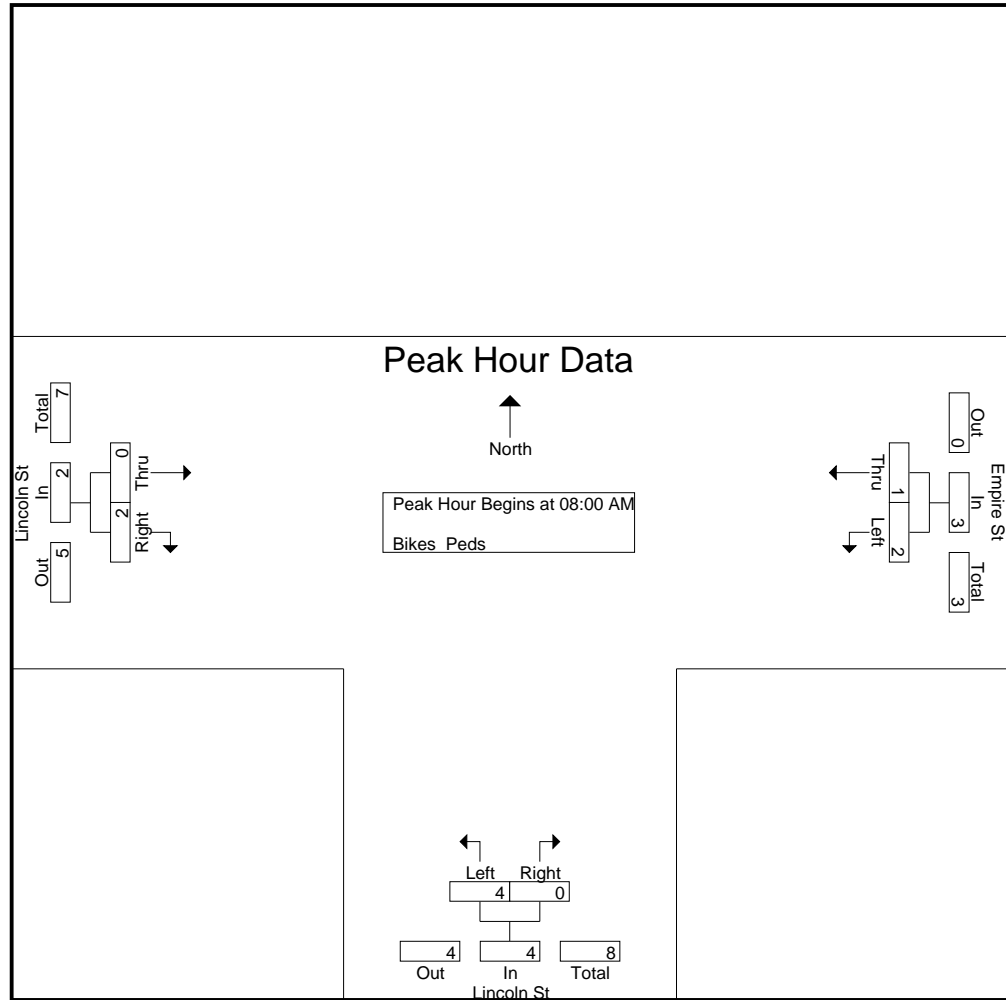 Peak Hour Data
North
Peak Hour Begins at 08:00 AM
Bikes Peds
Lincoln St
Total
7
In
2
Out
5
Thru
0
Right
2
Empire St
Out
0
In
3
Total
3
Thru
1
Left
2
Left Right
4 0
4 4 8
Out In Total
Lincoln St